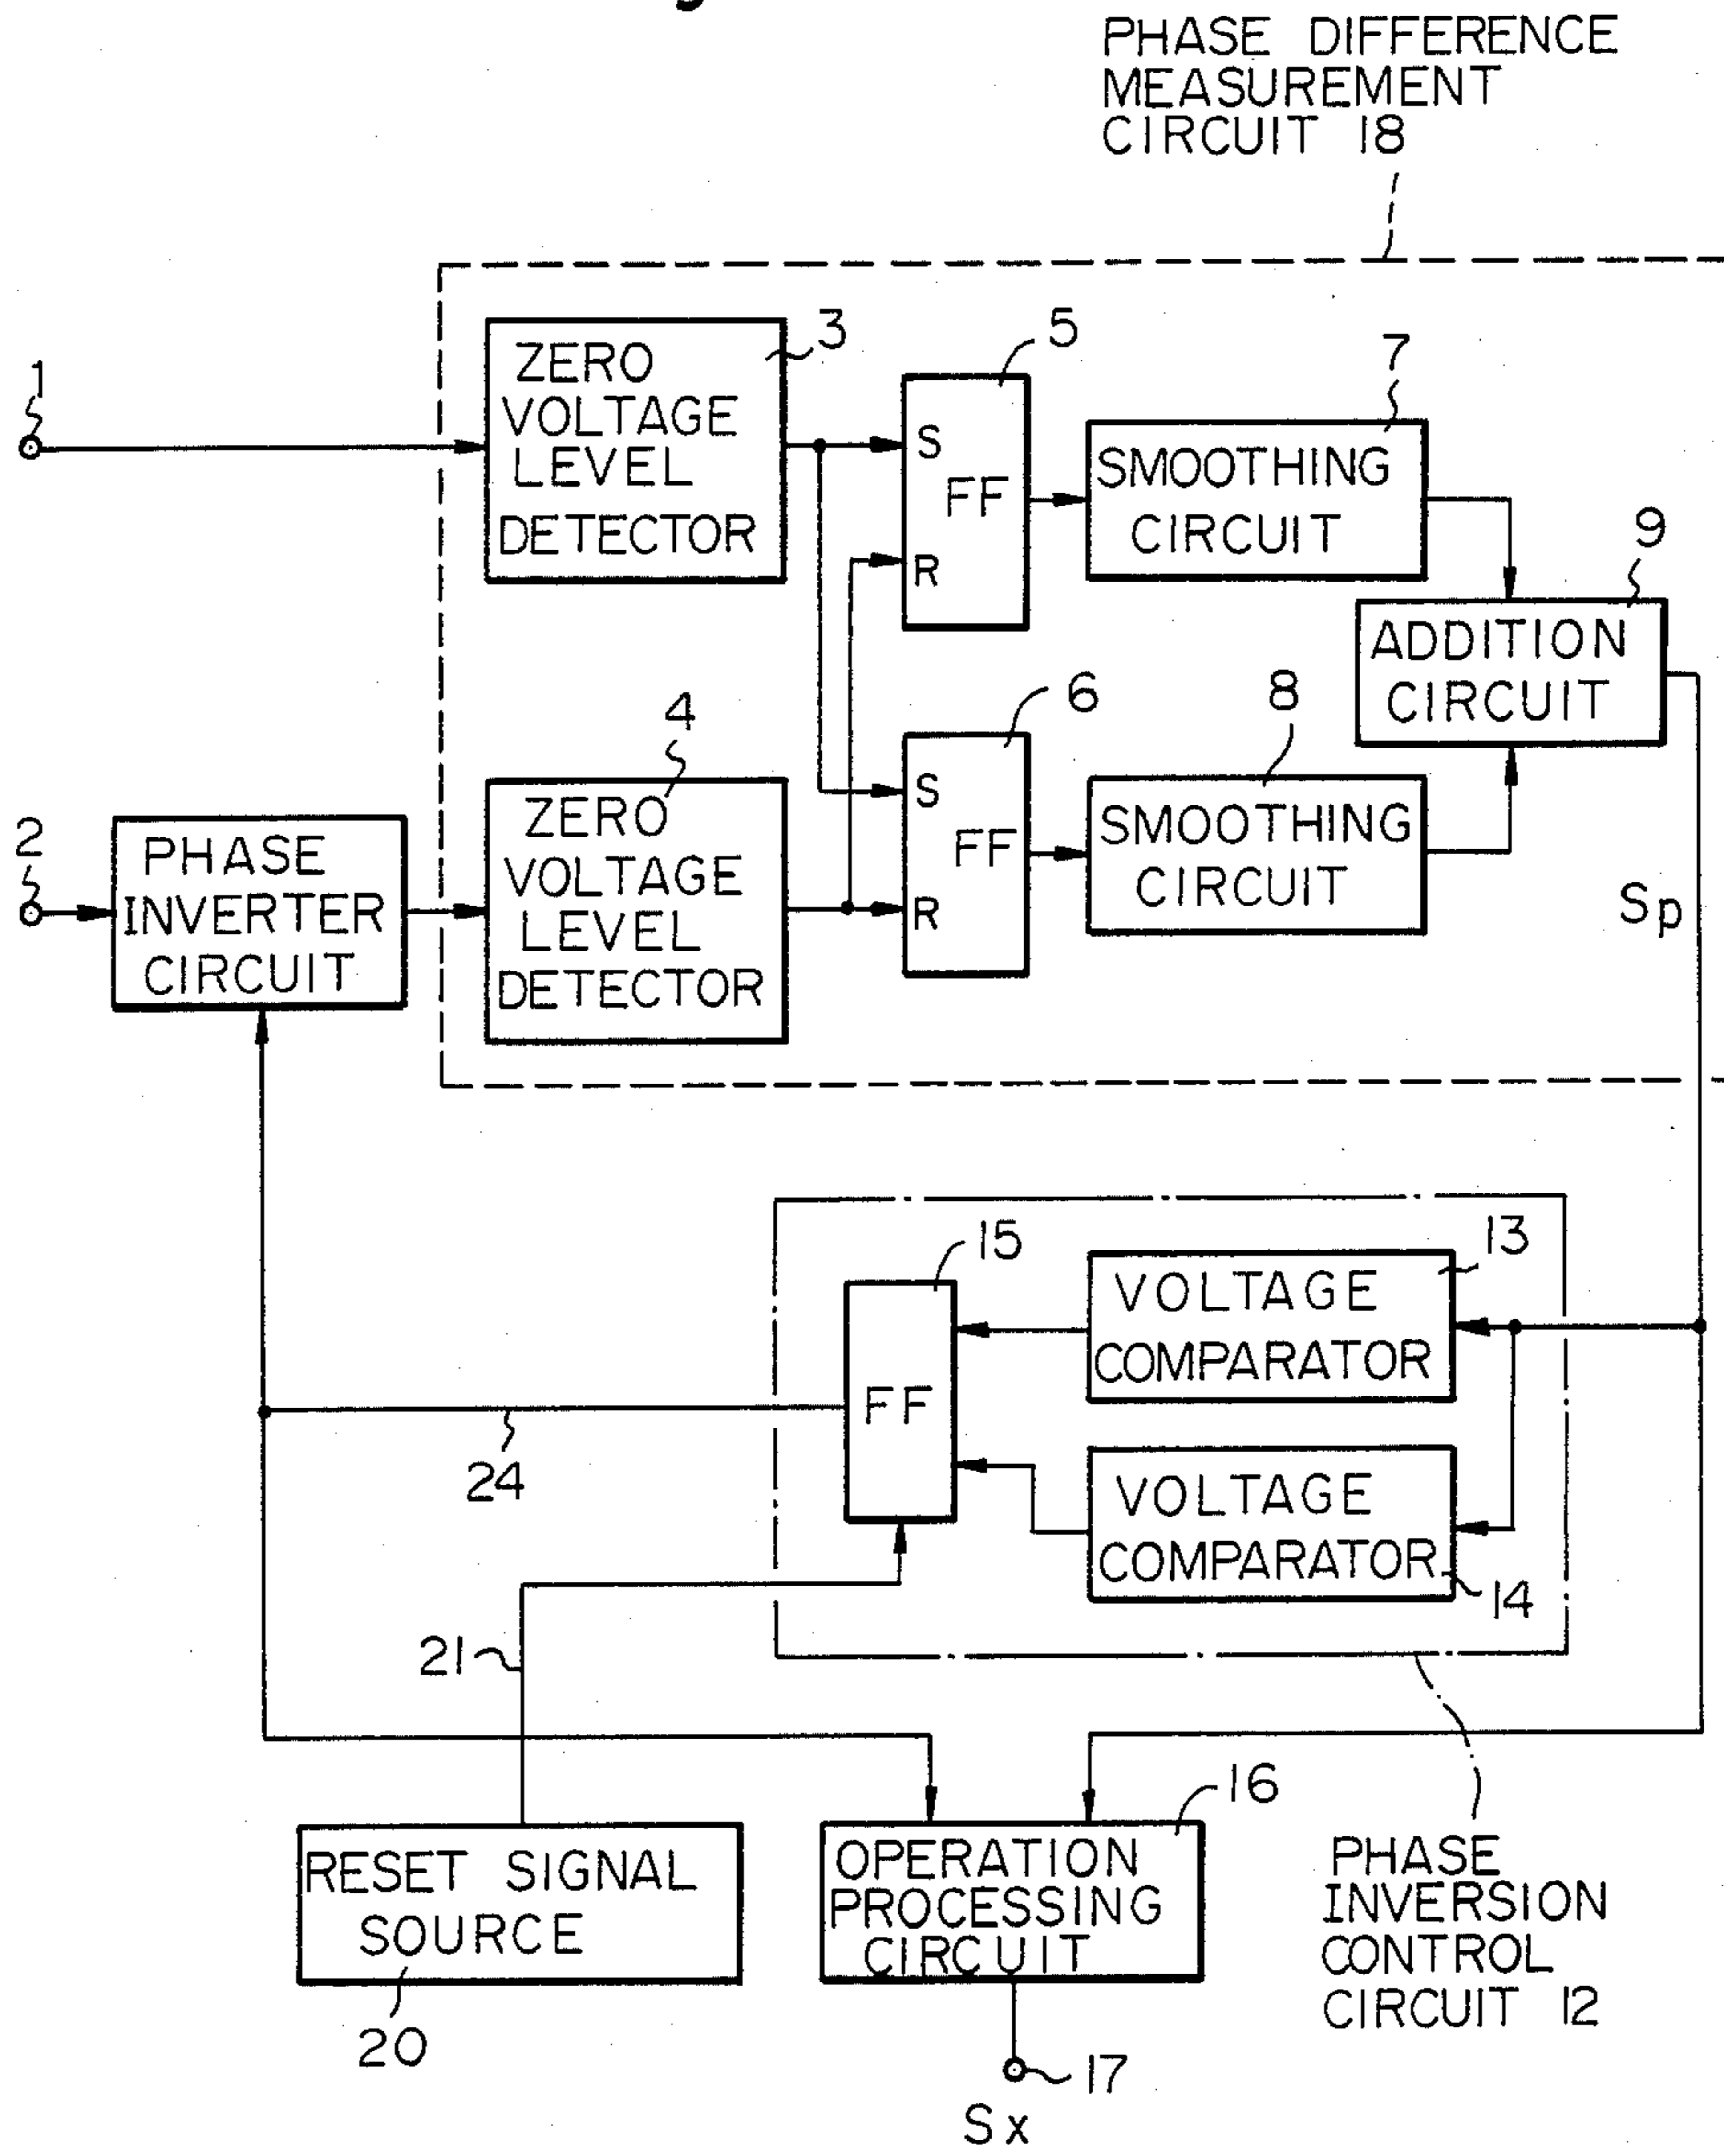 PHASE DIFFERENCE
MEASUREMENT
CIRCUIT 18
1
ZERO
VOLTAGE
LEVEL
DETECTOR
3
S
FF
R
5
SMOOTHING
CIRCUIT
7
ADDITION
CIRCUIT
9
2
PHASE
INVERTER
CIRCUIT
ZERO
VOLTAGE
LEVEL
DETECTOR
4
S
FF
R
6
SMOOTHING
CIRCUIT
8
Sp
15
FF
VOLTAGE
COMPARATOR
13
24
VOLTAGE
COMPARATOR
14
21
RESET SIGNAL
SOURCE
20
OPERATION
PROCESSING
CIRCUIT
16
PHASE
INVERSION
CONTROL
CIRCUIT 12
17
Sx